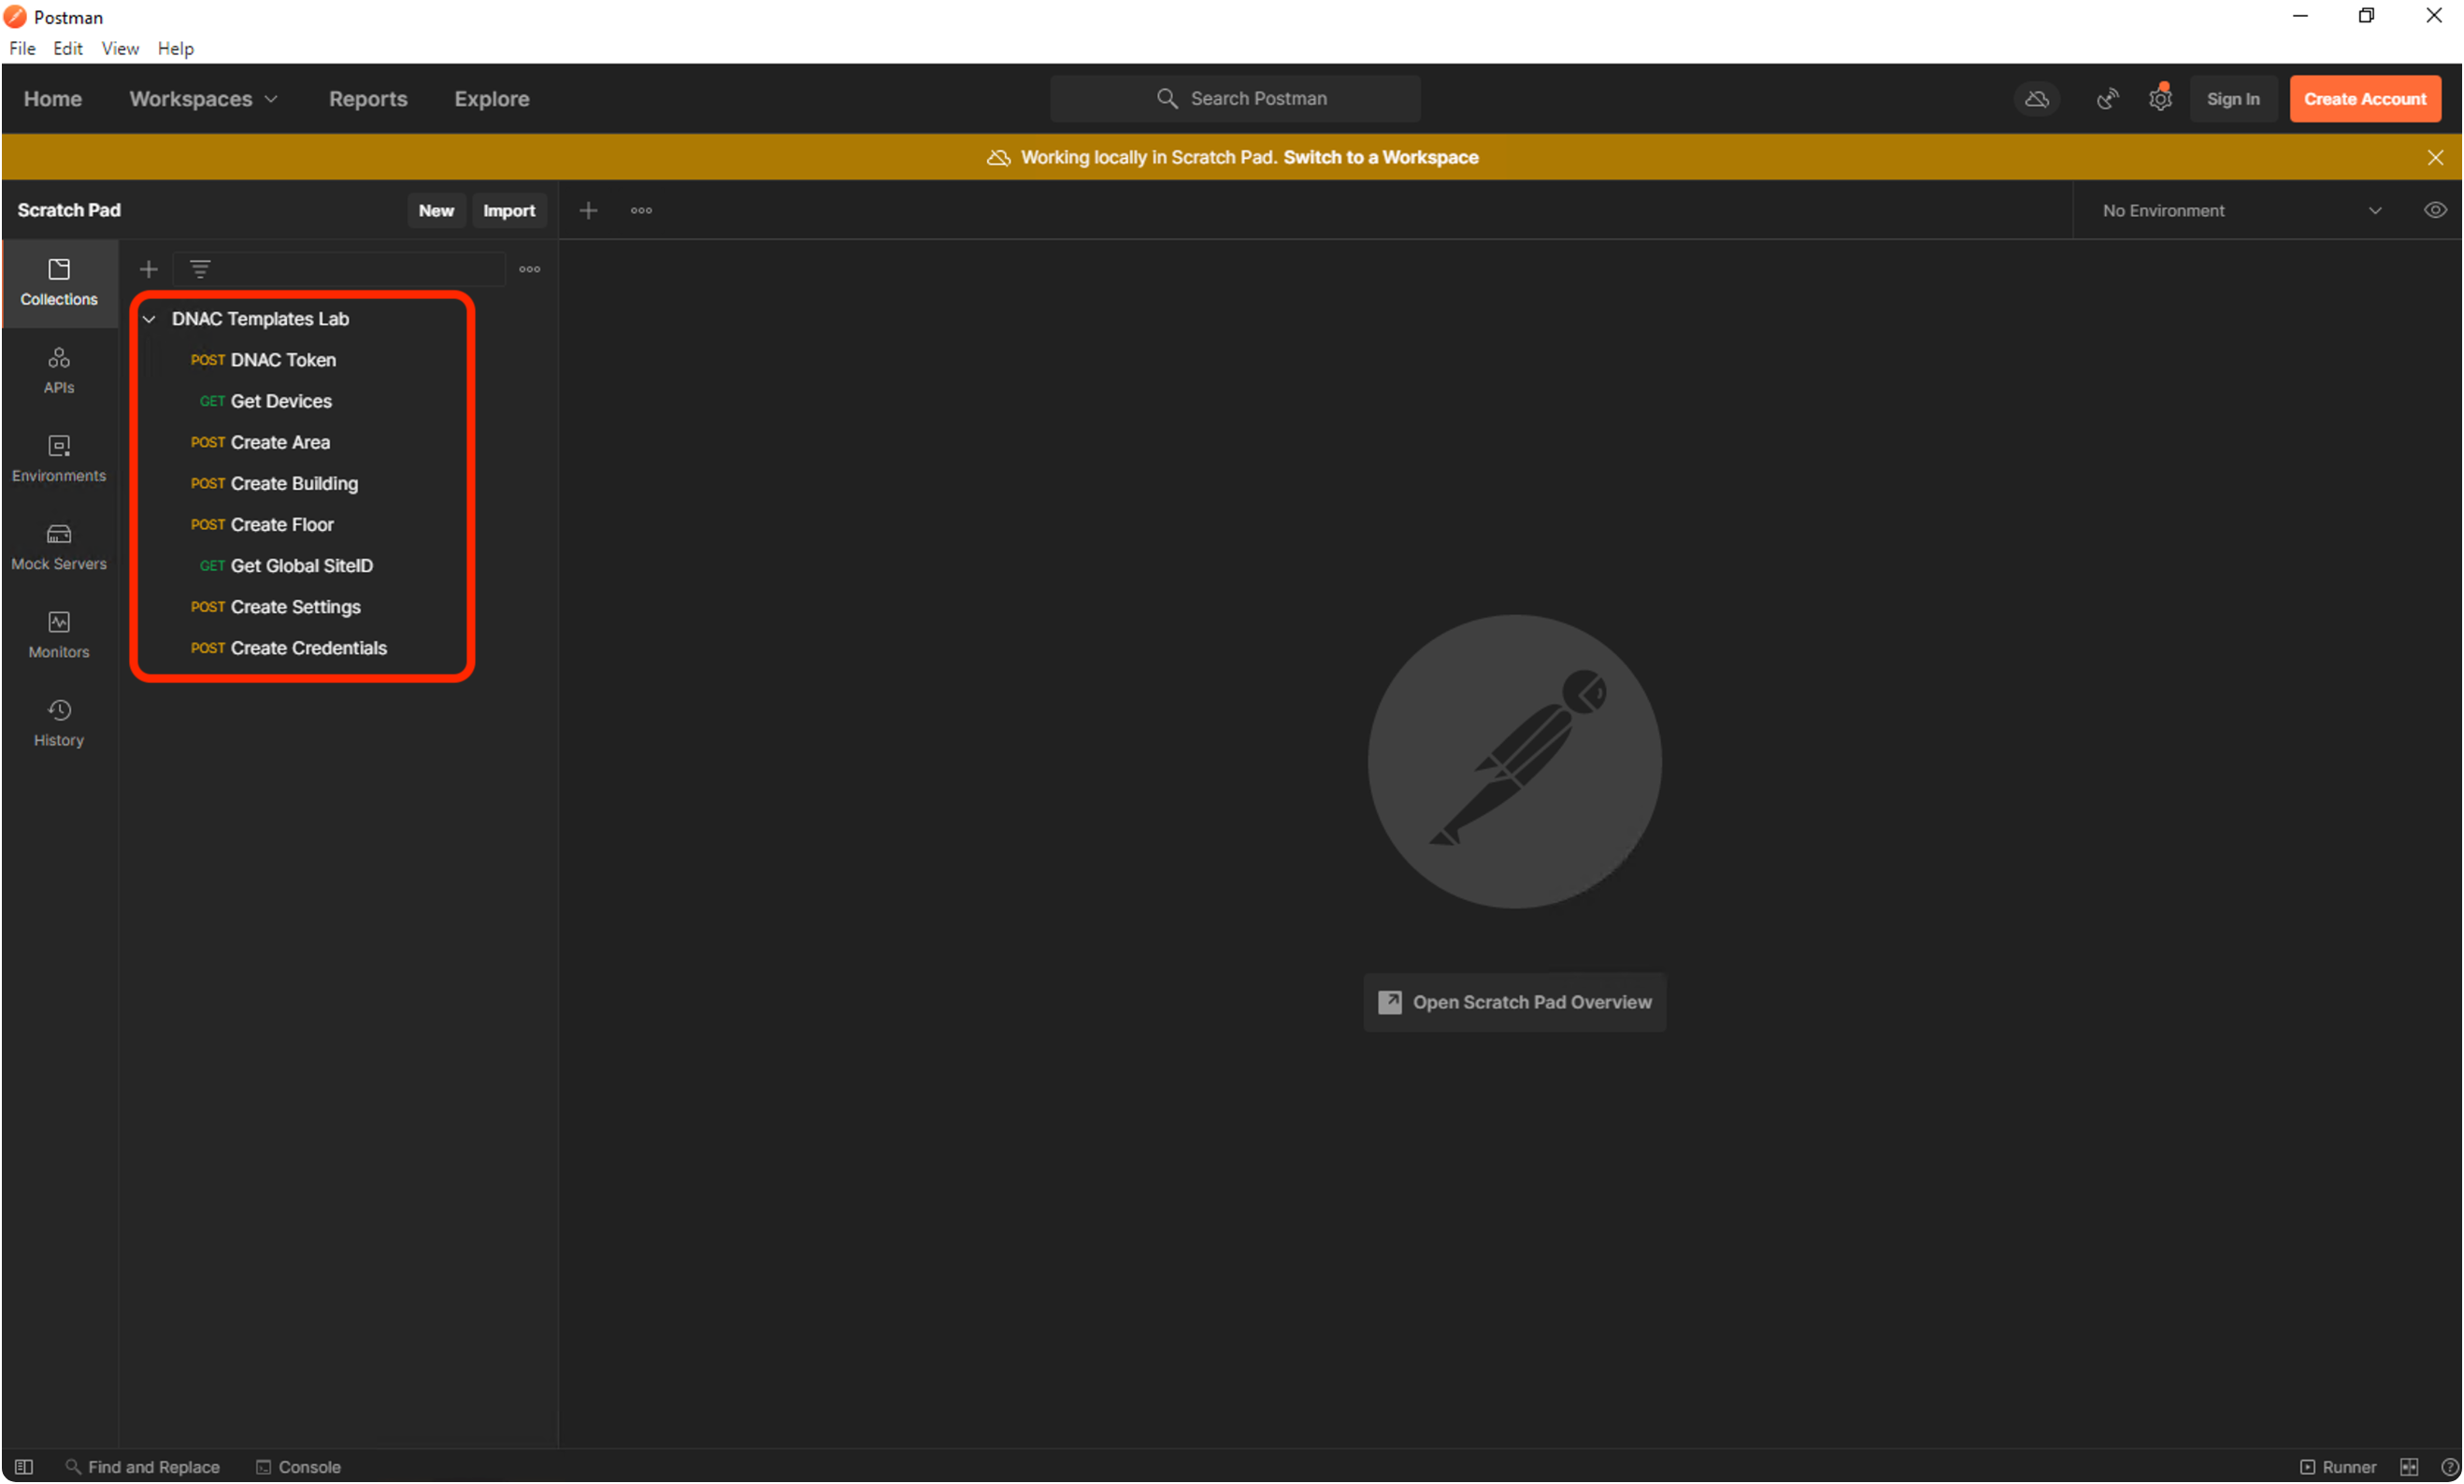 Postman
File Edit View Help
Home Workspaces Reports Explore Search Postman Sign In Create Account
Working locally in Scratch Pad. Switch to a Workspace
Scratch Pad New Import No Environment
Collections
APIs
Environments
Mock Servers
Monitors
History
DNAC Templates Lab
POST DNAC Token
GET Get Devices
POST Create Area
POST Create Building
POST Create Floor
GET Get Global SiteID
POST Create Settings
POST Create Credentials
Open Scratch Pad Overview
Find and Replace Console Runner